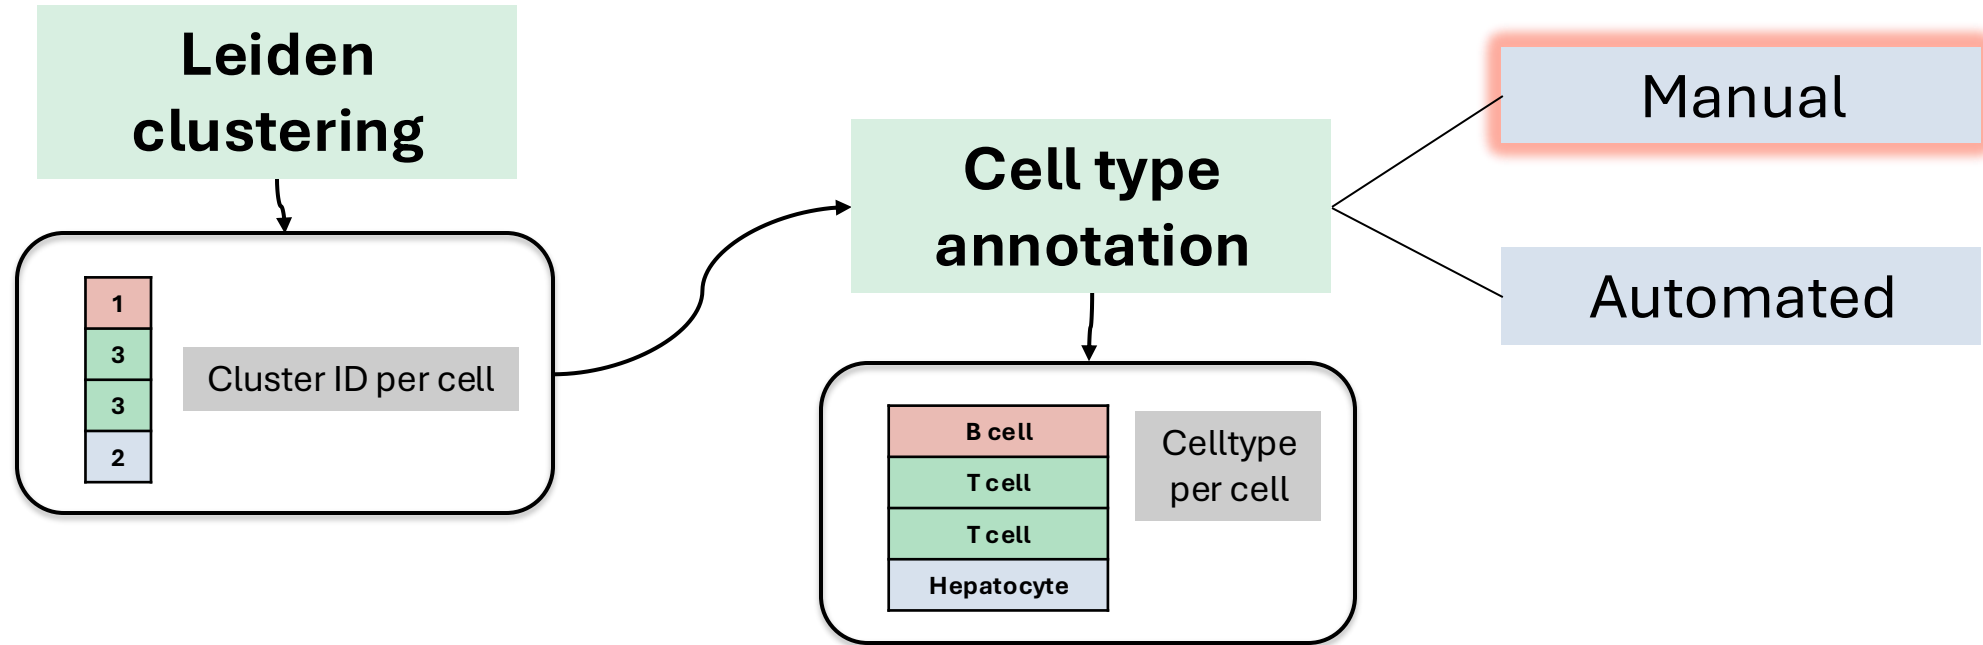 Leiden
clustering
1
3
3
2
Cluster ID per cell
Cell type
annotation
B cell
T cell
T cell
Hepatocyte
Celltype
per cell
Manual
Automated